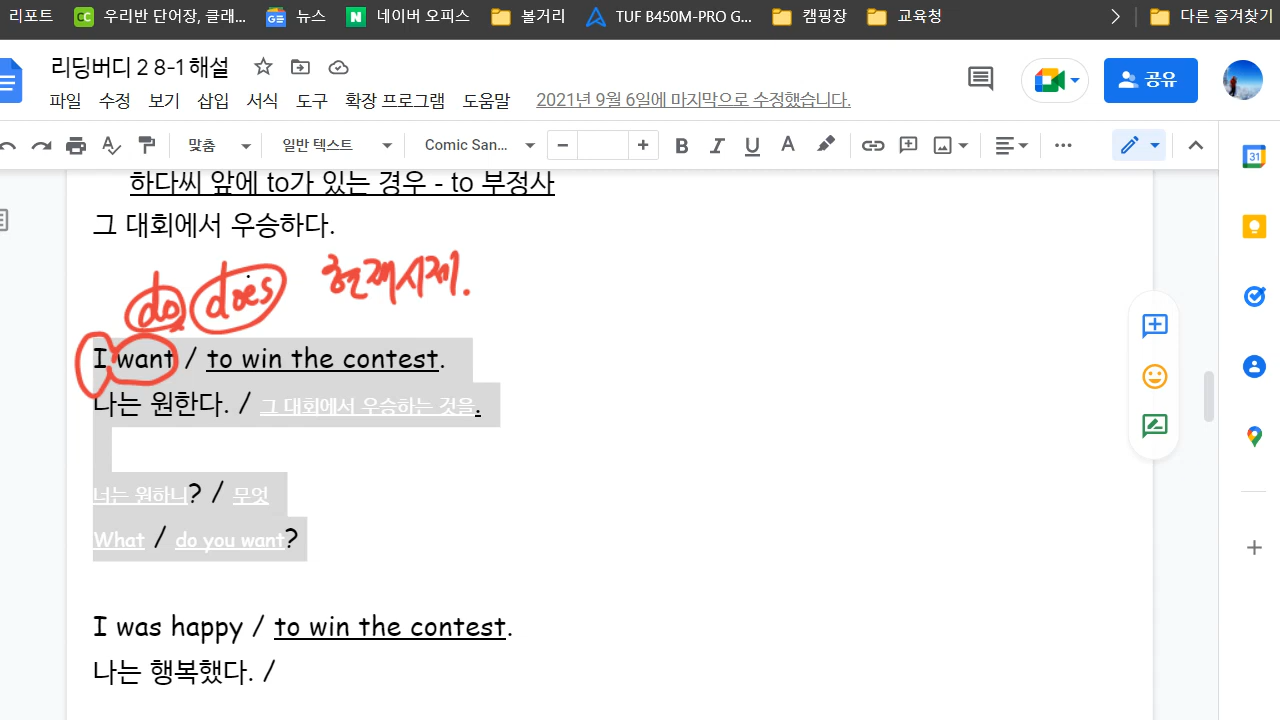 리포트 우리반 단어장, 클래... 뉴스 네이버 오피스 볼거리 TUF B450M-PRO G... 캠핑장 교육청 다른 즐겨찾기
리딩버디 2 8-1 해설
공유
파일 수정 보기 삽입 서식 도구 확장 프로그램 도움말 2021년 9월 6일에 마지막으로 수정했습니다.
맞춤 일반 텍스트 Comic San... − + B I U A
31
하다씨 앞에 to가 있는 경우 - to 부정사
그 대회에서 우승하다.
do does 현재시제.
I want / to win the contest.
나는 원한다. / 그 대회에서 우승하는 것을.
너는 원하니? / 무엇
What / do you want?
I was happy / to win the contest.
나는 행복했다. /